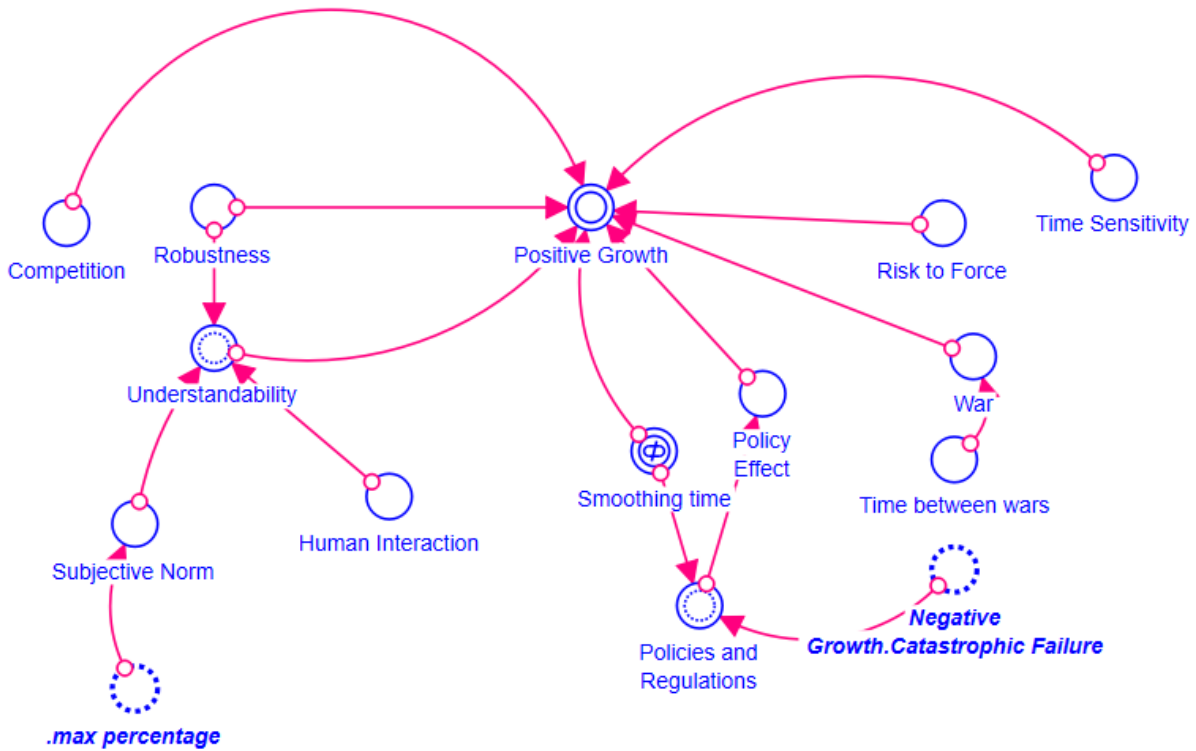 Time Sensitivity
Competition
Robustness
Positive Growth
Risk to Force
Understandability
War
Policy
Effect
Smoothing time
Time between wars
Human Interaction
Subjective Norm
Negative
Growth.Catastrophic Failure
Policies and
Regulations
.max percentage